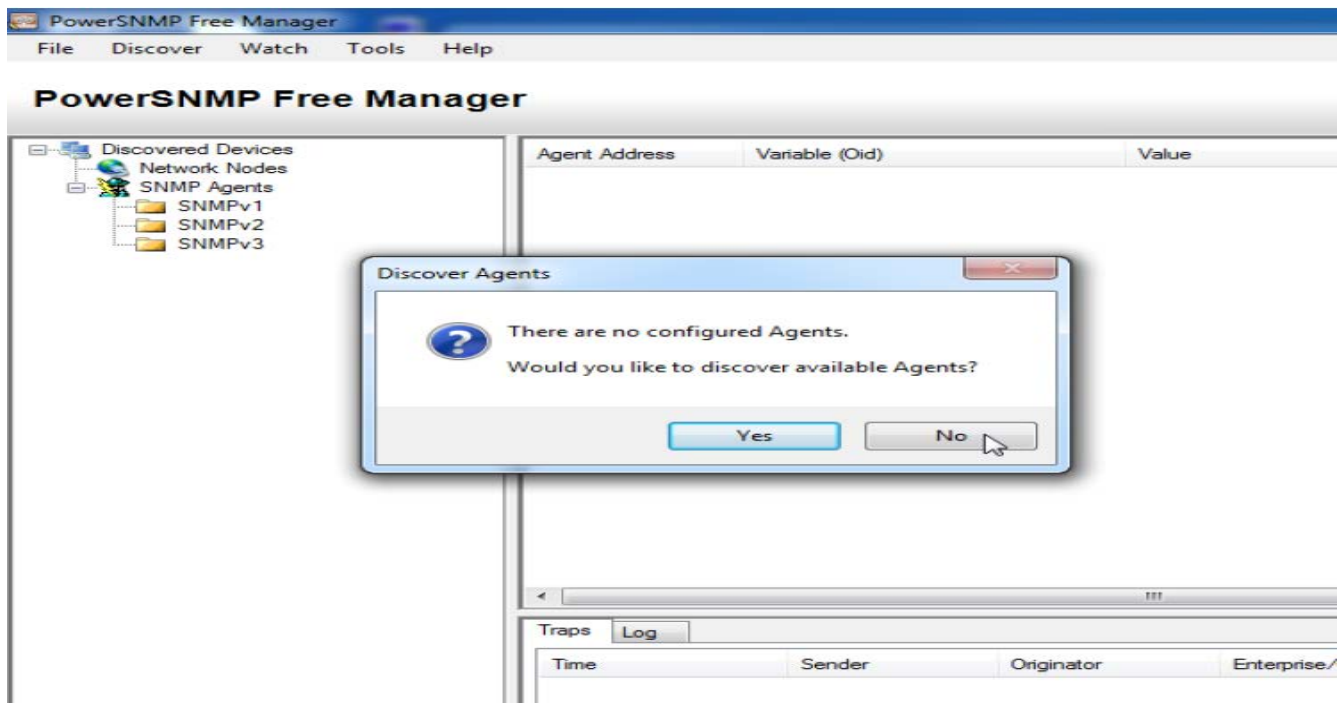 PowerSNMP Free Manager
File Discover Watch Tools Help
PowerSNMP Free Manager
Discovered Devices
Network Nodes
SNMP Agents
SNMPv1
SNMPv2
SNMPv3
Agent Address Variable (Oid) Value
Discover Agents
There are no configured Agents.
Would you like to discover available Agents?
Yes No
Traps Log
Time Sender Originator Enterprise/